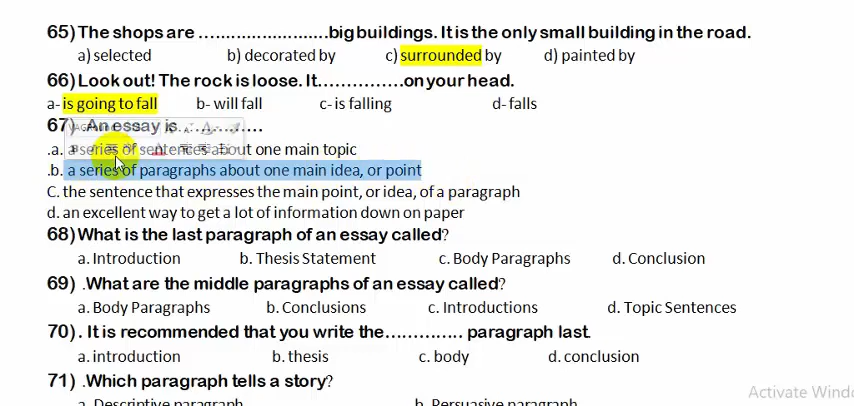 65) The shops are ........................big buildings. It is the only small building in the road.
a) selected b) decorated by c) surrounded by d) painted by
66) Look out! The rock is loose. It...............on your head.
a- is going to fall b- will fall c- is falling d- falls
67) An essay is...............
.a. a series of sentences about one main topic
.b. a series of paragraphs about one main idea, or point
C. the sentence that expresses the main point, or idea, of a paragraph
d. an excellent way to get a lot of information down on paper
68) What is the last paragraph of an essay called?
a. Introduction b. Thesis Statement c. Body Paragraphs d. Conclusion
69) .What are the middle paragraphs of an essay called?
a. Body Paragraphs b. Conclusions c. Introductions d. Topic Sentences
70) . It is recommended that you write the.............. paragraph last.
a. introduction b. thesis c. body d. conclusion
71) .Which paragraph tells a story?
a. Descriptive paragraph b. Persuasive paragraph
Activate Windo